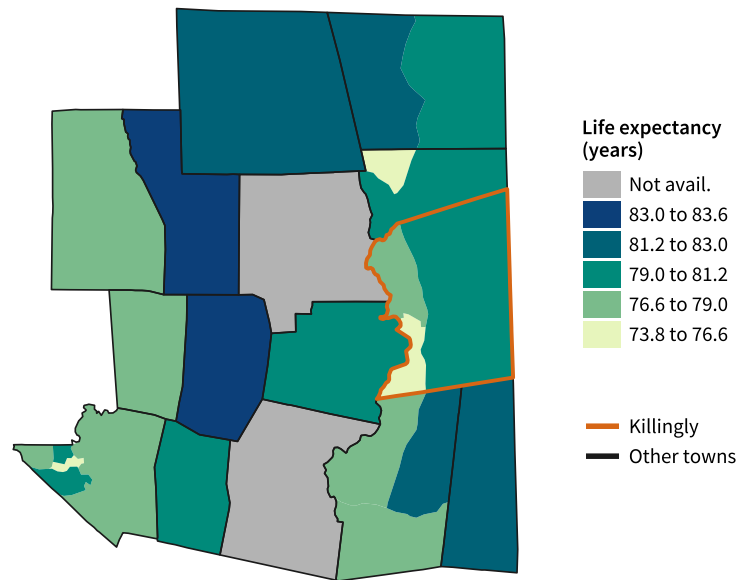 Life expectancy
(years)
Not avail.
83.0 to 83.6
81.2 to 83.0
79.0 to 81.2
76.6 to 79.0
73.8 to 76.6
Killingly
Other towns